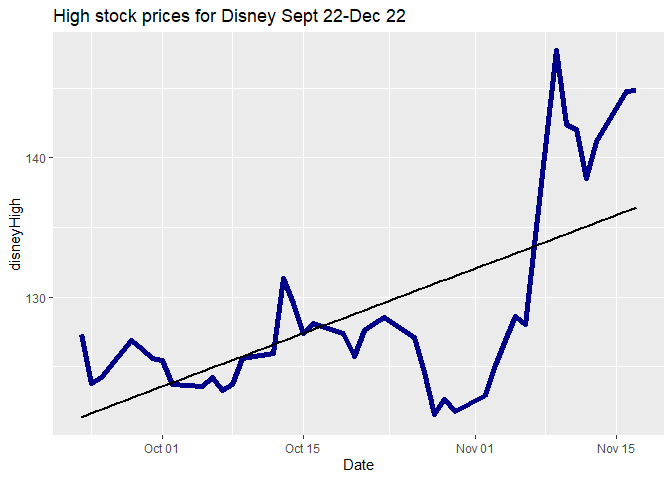 High stock prices for Disney Sept 22-Dec 22
disneyHigh
140
130
Oct 01
Oct 15
Nov 01
Nov 15
Date